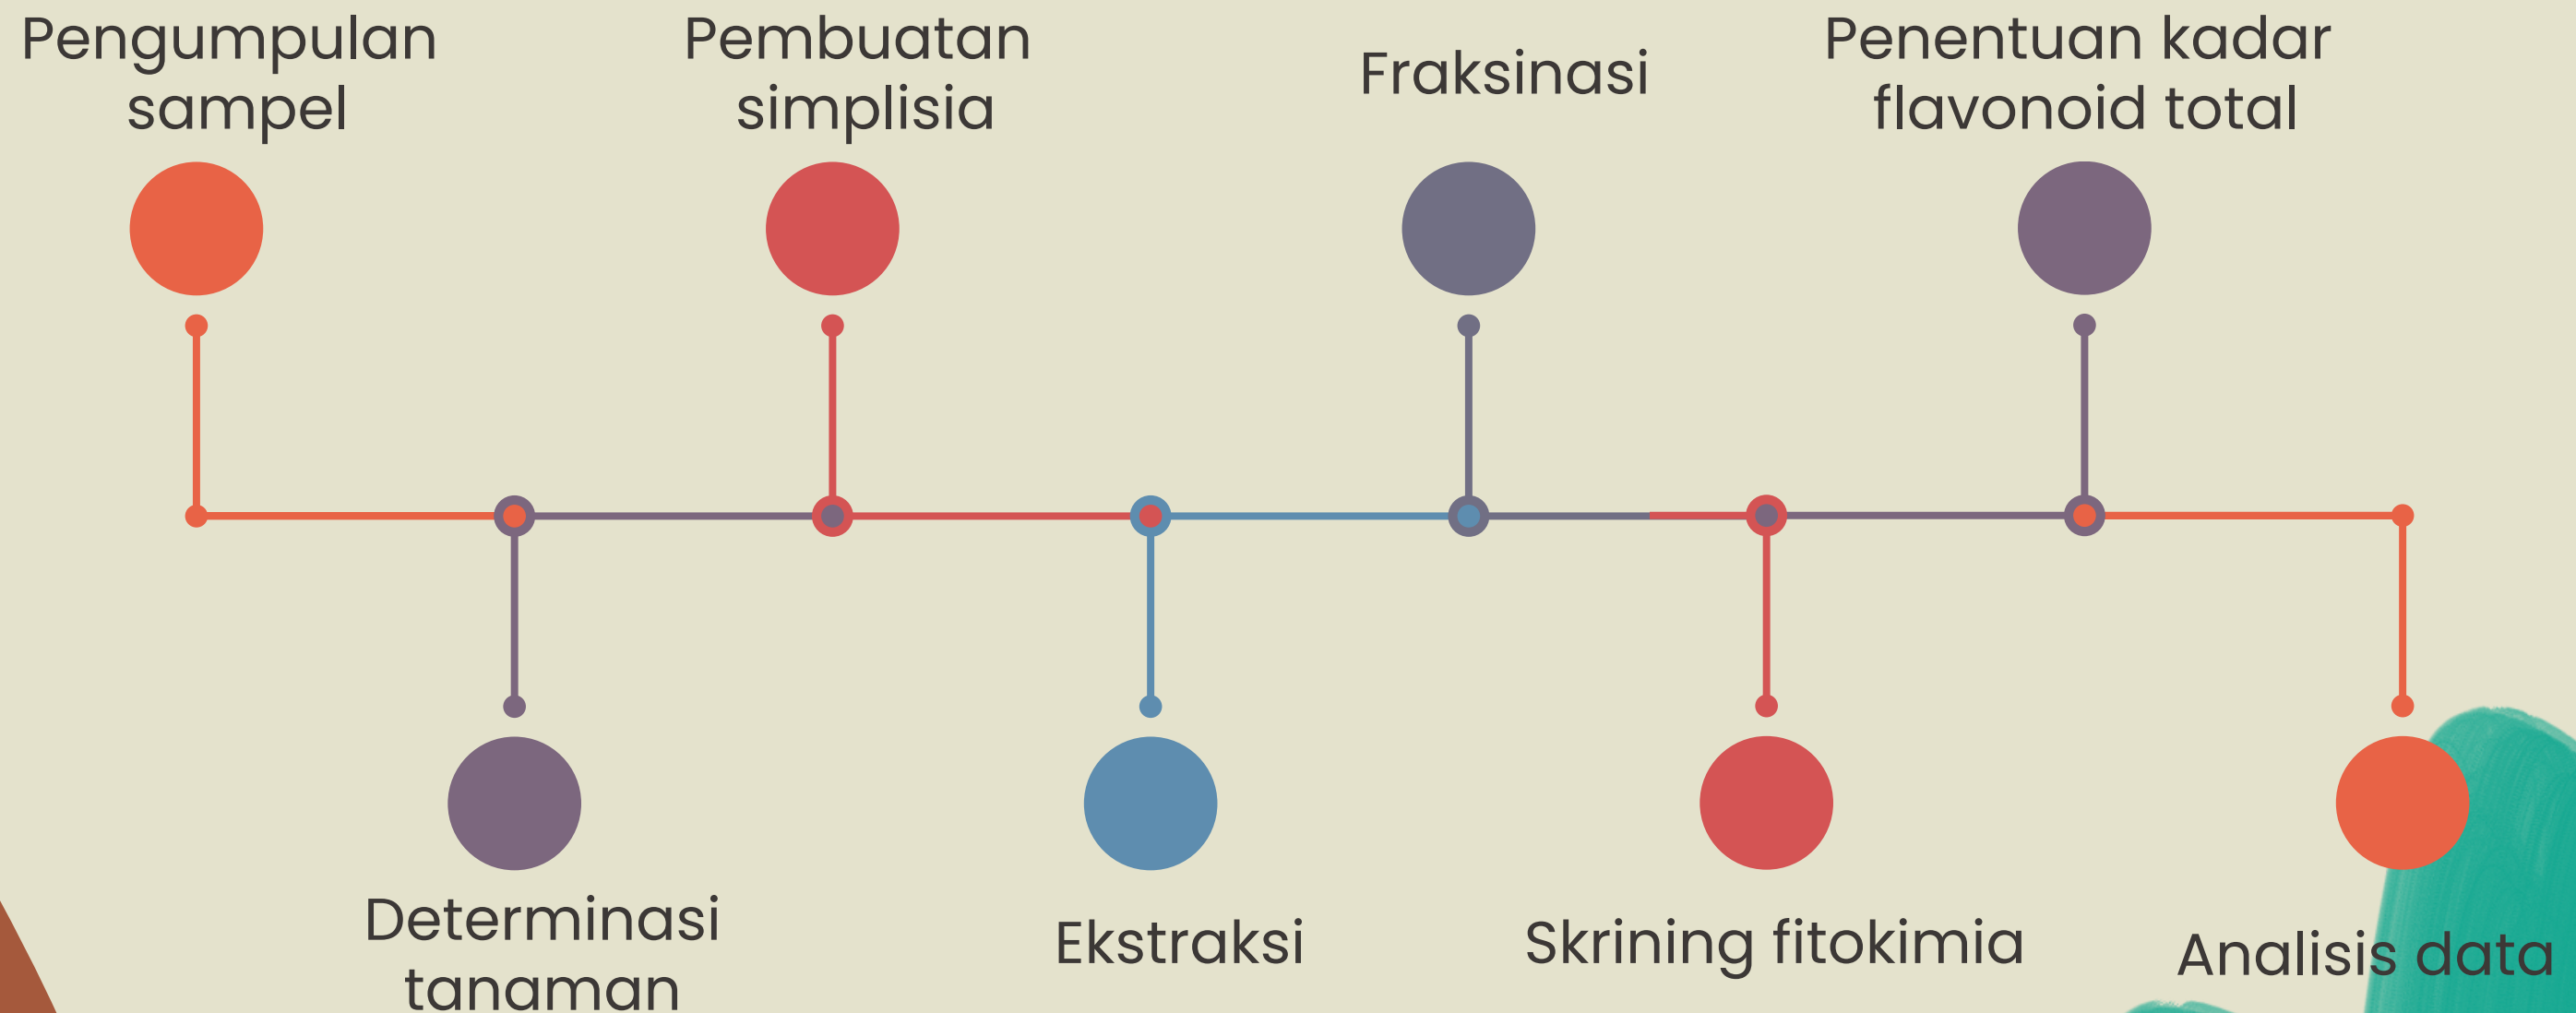 Pengumpulan
sampel
Determinasi
tanaman
Pembuatan
simplisia
Ekstraksi
Fraksinasi
Skrining fitokimia
Penentuan kadar
flavonoid total
Analisis data